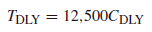 T_DLY = 12,500C_DLY